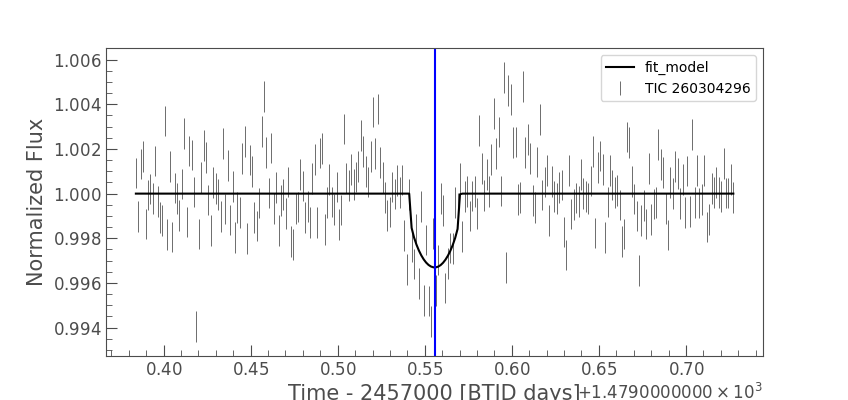 1.006
1.004
1.002
1.000
0.998
0.996
0.994
Normalized Flux
fit_model
TIC 260304296
0.40 0.45 0.50 0.55 0.60 0.65 0.70
Time - 2457000 [BTJD days]
+1.4790000000 × 10³